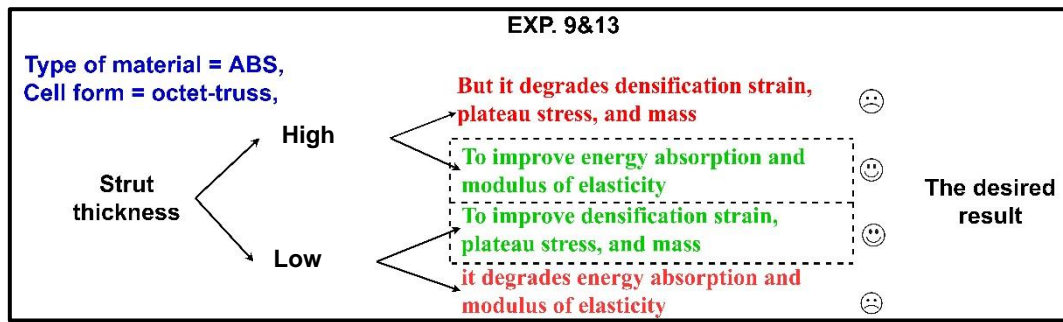 EXP. 9&13
Type of material = ABS,
Cell form = octet-truss,
But it degrades densification strain,
plateau stress, and mass
High
To improve energy absorption and
modulus of elasticity
Strut
thickness
The desired
result
To improve densification strain,
plateau stress, and mass
Low
it degrades energy absorption and
modulus of elasticity